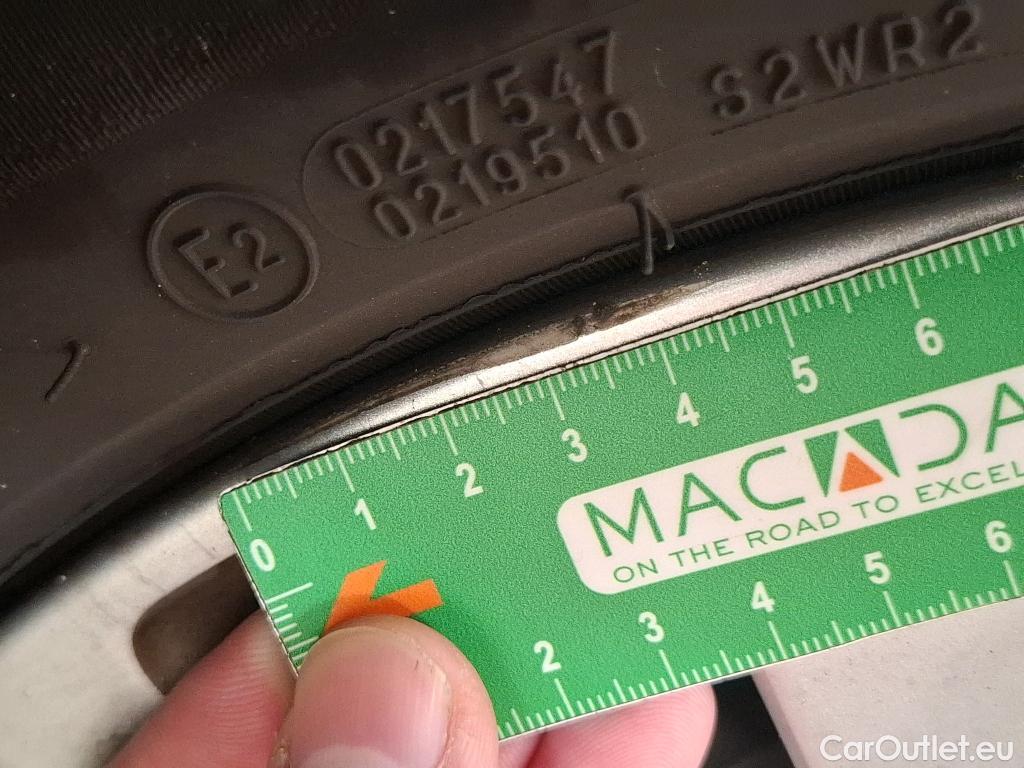 0217547 S2WR2
0219510
E2
0 1 2 3 4 5 6
MACADA
ON THE ROAD TO EXCEL
2 3 4 5 6
CarOutlet.eu